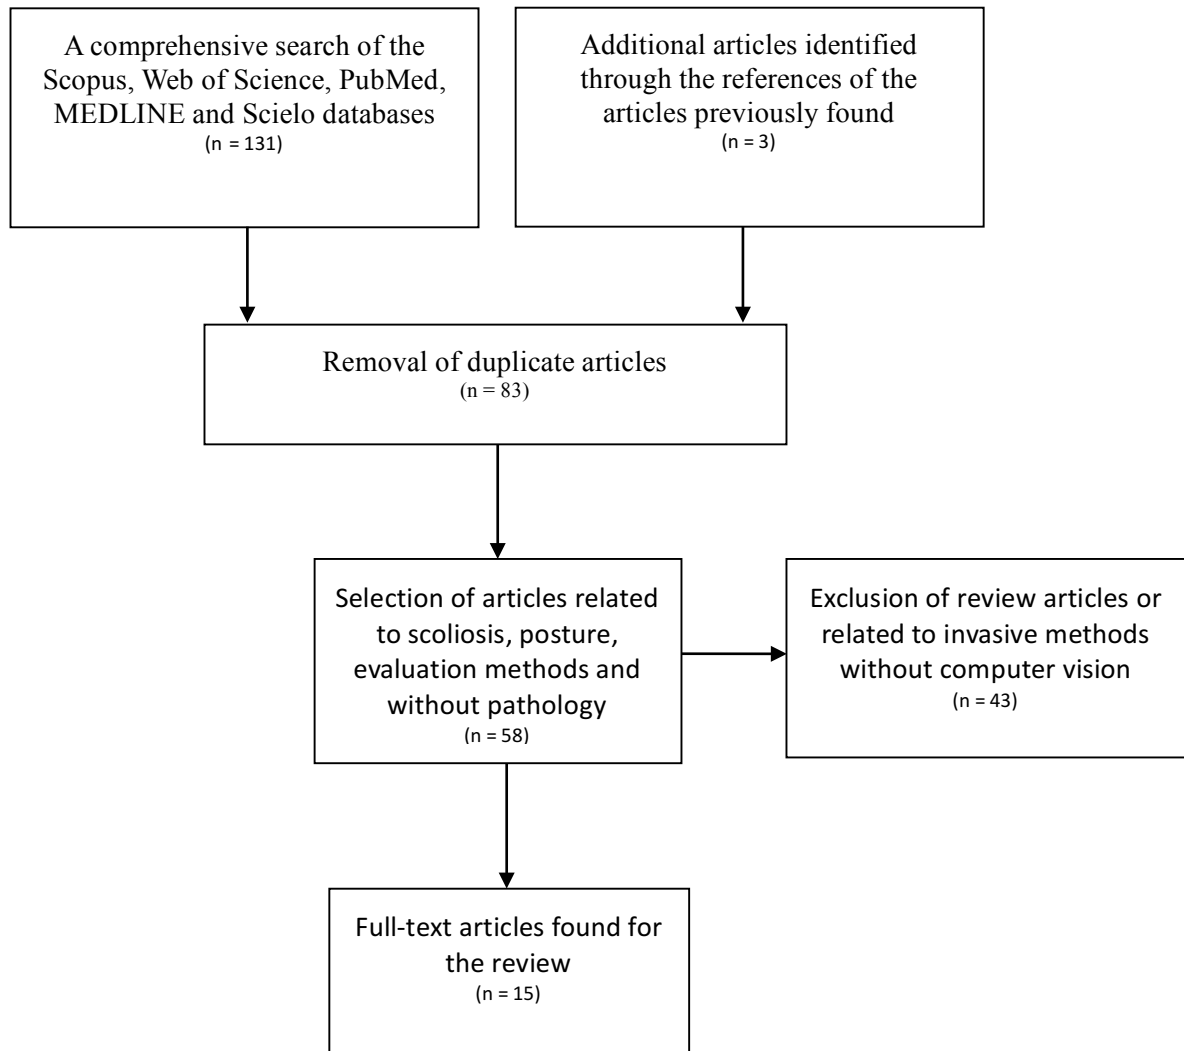 A comprehensive search of the
Scopus, Web of Science, PubMed,
MEDLINE and Scielo databases
(n = 131)
Additional articles identified
through the references of the
articles previously found
(n = 3)
Removal of duplicate articles
(n = 83)
Selection of articles related
to scoliosis, posture,
evaluation methods and
without pathology
(n = 58)
Exclusion of review articles or
related to invasive methods
without computer vision
(n = 43)
Full-text articles found for
the review
(n = 15)